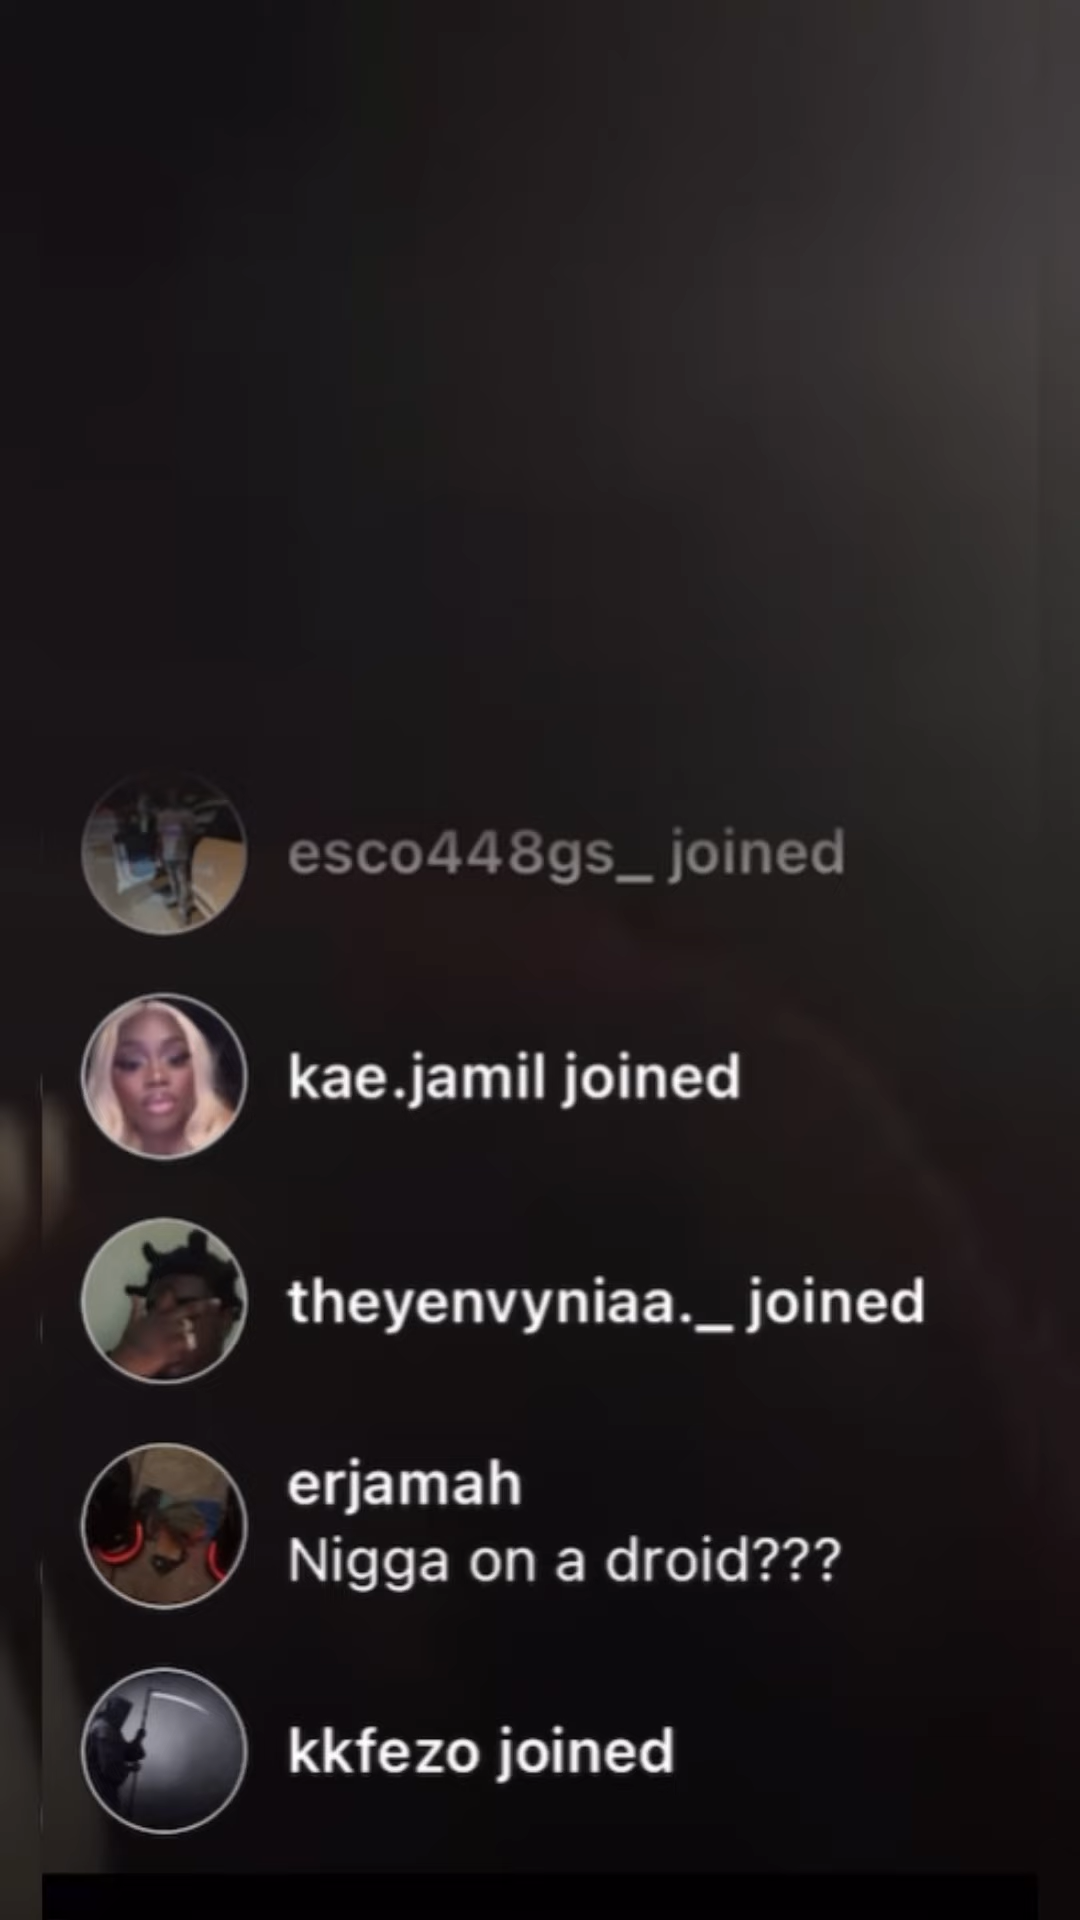 esco448gs_ joined
kae.jamil joined
theyenvyniaa._ joined
erjamah
Nigga on a droid???
kkfezo joined